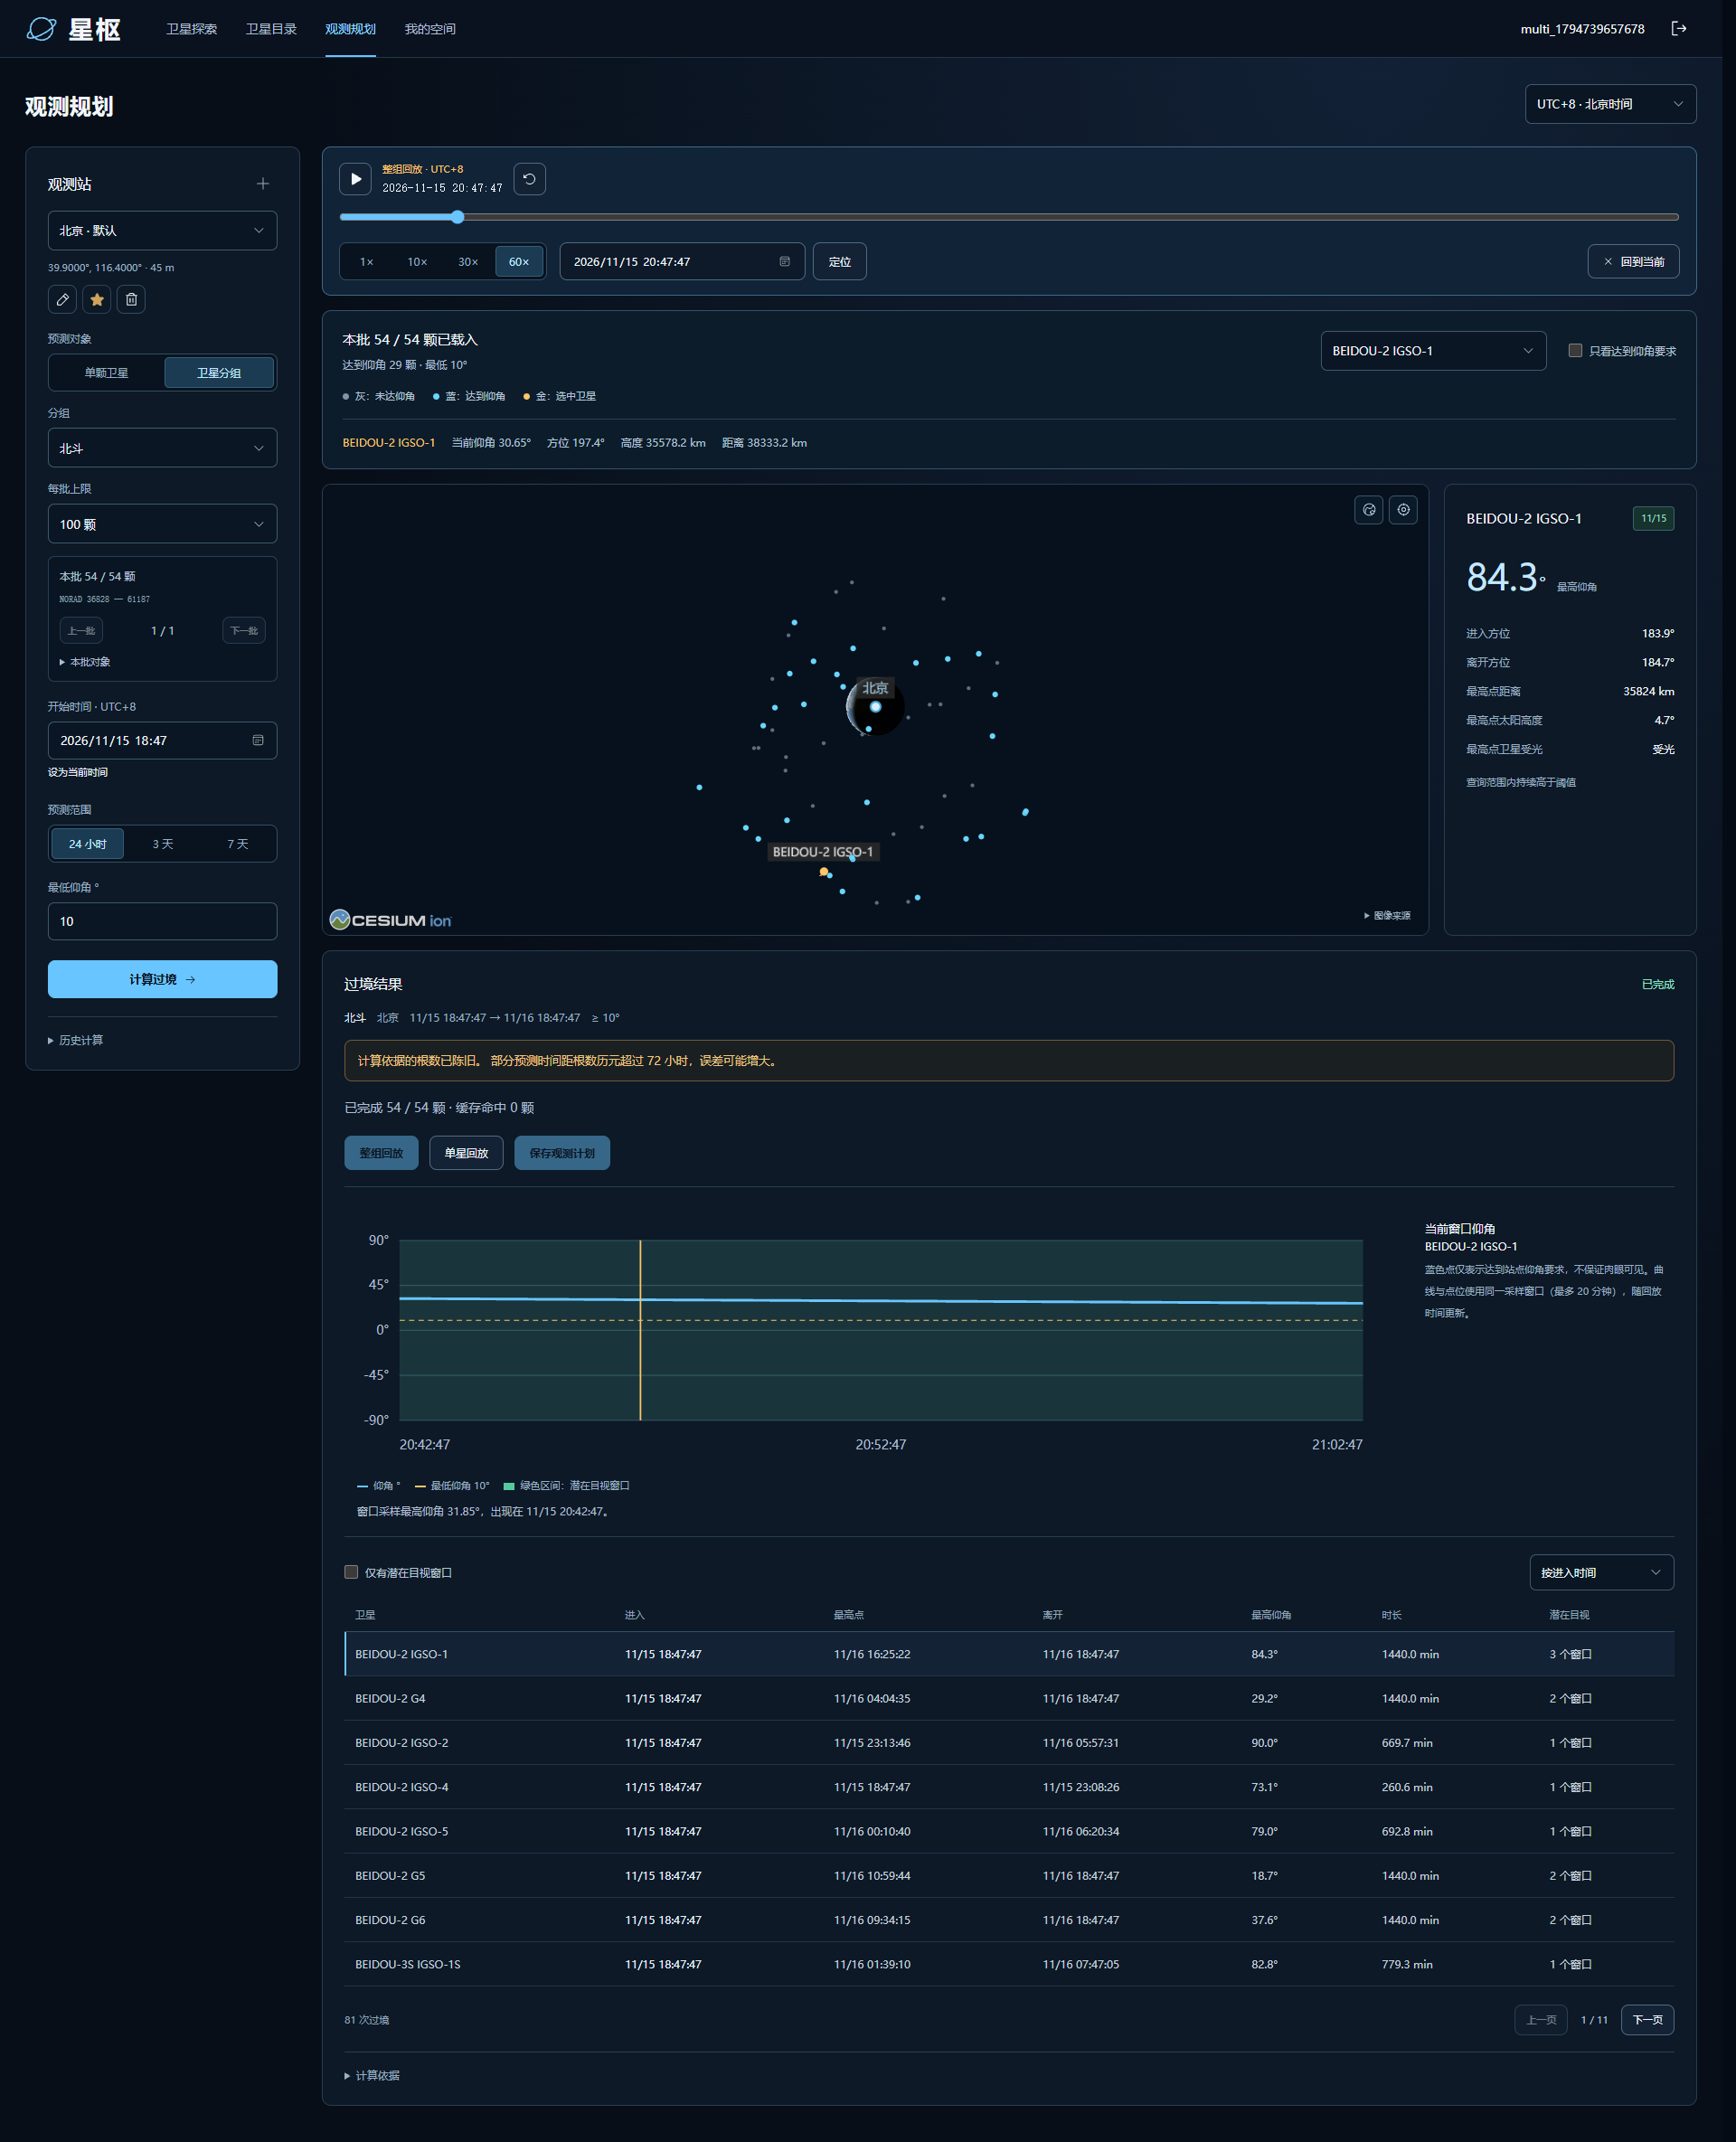 星枢
卫星探索 卫星目录 观测规划 我的空间
multi_1794739657678
观测规划
UTC+8 · 北京时间
观测站
北京 · 默认
39.9000°, 116.4000° · 45 m
预测对象
单颗卫星 卫星分组
分组
北斗
每批上限
100 颗
本批 54 / 54 颗
NORAD 36828 — 61187
上一批 1 / 1 下一批
本批对象
开始时间 · UTC+8
2026/11/15 18:47
设为当前时间
预测范围
24 小时 3 天 7 天
最低仰角 °
10
计算过境 →
历史计算
整组回放 · UTC+8
2026-11-15 20:47:47
1× 10× 30× 60×
2026/11/15 20:47:47
定位
× 回到当前
本批 54 / 54 颗已载入
达到仰角 29 颗 · 最低 10°
BEIDOU-2 IGSO-1
只看达到仰角要求
灰：未达仰角 蓝：达到仰角 金：选中卫星
BEIDOU-2 IGSO-1 当前仰角 30.65° 方位 197.4° 高度 35578.2 km 距离 38333.2 km
北京
BEIDOU-2 IGSO-1
CESIUM ion
图像来源
BEIDOU-2 IGSO-1 11/15
84.3° 最高仰角
进入方位 183.9°
离开方位 184.7°
最高点距离 35824 km
最高点太阳高度 4.7°
最高点卫星受光 受光
查询范围内持续高于阈值
过境结果 已完成
北斗 北京 11/15 18:47:47 → 11/16 18:47:47 ≥ 10°
计算依据的根数已陈旧。 部分预测时间距根数历元超过 72 小时，误差可能增大。
已完成 54 / 54 颗 · 缓存命中 0 颗
整组回放 单星回放 保存观测计划
90°
45°
0°
-45°
-90°
20:42:47 20:52:47 21:02:47
当前窗口仰角
BEIDOU-2 IGSO-1
蓝色点仅表示达到站点仰角要求，不保证肉眼可见。曲
线与点位使用同一采样窗口（最多 20 分钟），随回放
时间更新。
仰角 ° 最低仰角 10° 绿色区间：潜在目视窗口
窗口采样最高仰角 31.85°，出现在 11/15 20:42:47。
仅有潜在目视窗口
按进入时间
卫星 进入 最高点 离开 最高仰角 时长 潜在目视
BEIDOU-2 IGSO-1 11/15 18:47:47 11/16 16:25:22 11/16 18:47:47 84.3° 1440.0 min 3 个窗口
BEIDOU-2 G4 11/15 18:47:47 11/16 04:04:35 11/16 18:47:47 29.2° 1440.0 min 2 个窗口
BEIDOU-2 IGSO-2 11/15 18:47:47 11/15 23:13:46 11/16 05:57:31 90.0° 669.7 min 1 个窗口
BEIDOU-2 IGSO-4 11/15 18:47:47 11/15 18:47:47 11/15 23:08:26 73.1° 260.6 min 1 个窗口
BEIDOU-2 IGSO-5 11/15 18:47:47 11/16 00:10:40 11/16 06:20:34 79.0° 692.8 min 1 个窗口
BEIDOU-2 G5 11/15 18:47:47 11/16 10:59:44 11/16 18:47:47 18.7° 1440.0 min 2 个窗口
BEIDOU-2 G6 11/15 18:47:47 11/16 09:34:15 11/16 18:47:47 37.6° 1440.0 min 2 个窗口
BEIDOU-3S IGSO-1S 11/15 18:47:47 11/16 01:39:10 11/16 07:47:05 82.8° 779.3 min 1 个窗口
81 次过境
上一页 1 / 11 下一页
计算依据